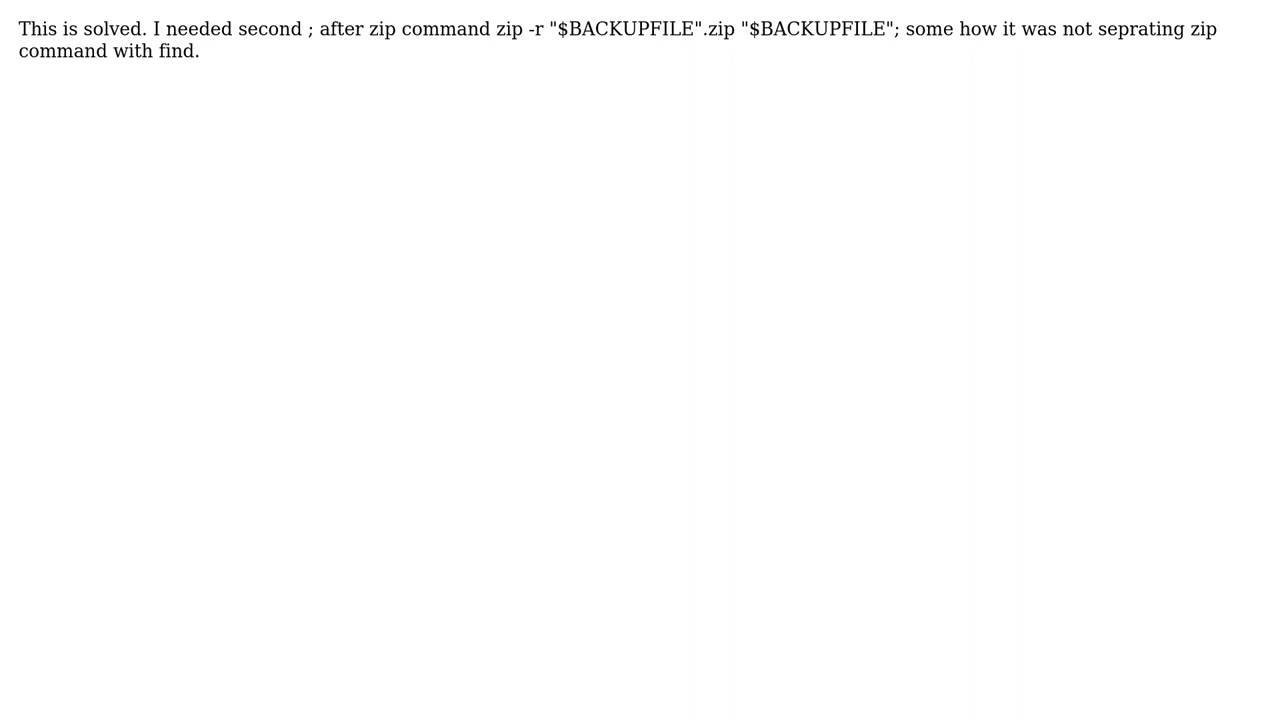 This is solved. I needed second ; after zip command zip -r "$BACKUPFILE".zip "$BACKUPFILE"; some how it was not seprating zip
command with find.